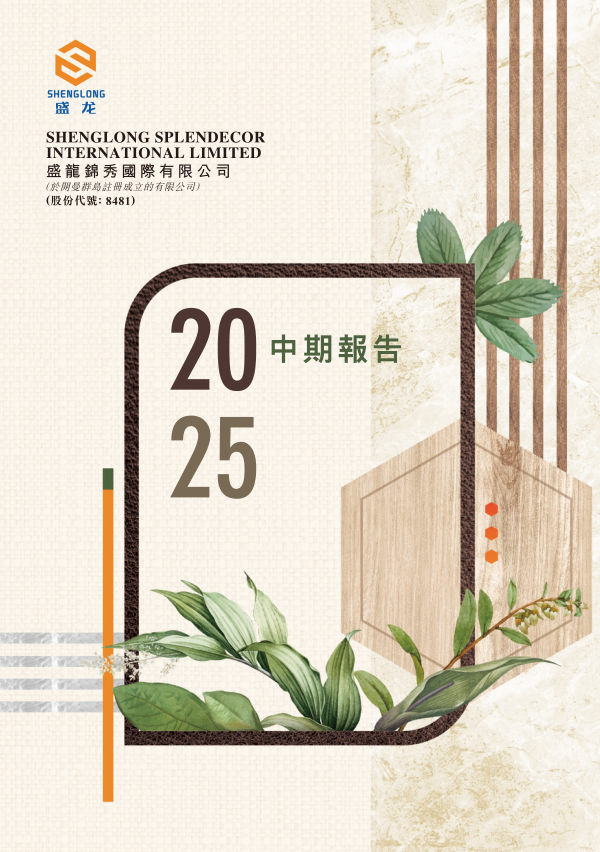 SHENGLONG
盛龙
SHENGLONG SPLENDECOR
INTERNATIONAL LIMITED
盛龍錦秀國際有限公司
(於開曼群島註冊成立的有限公司)
(股份代號: 8481)
20
中期報告
25